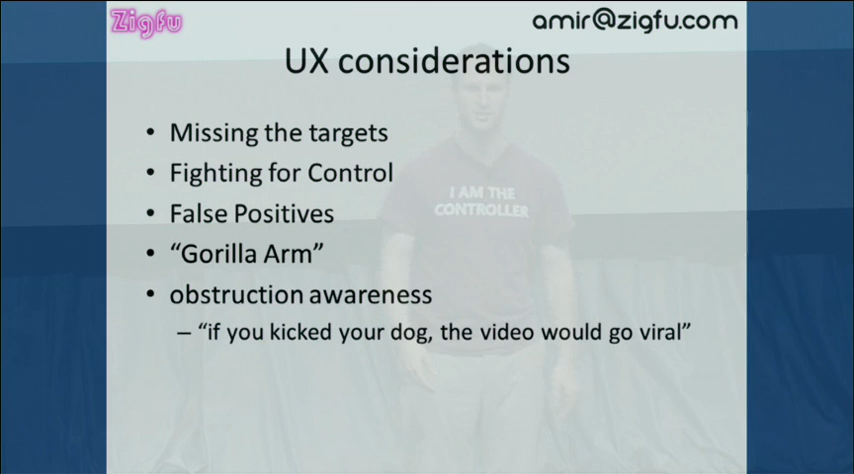 Zigfu
amir@zigfu.com
UX considerations
• Missing the targets
• Fighting for Control
• False Positives
• “Gorilla Arm”
• obstruction awareness
– “if you kicked your dog, the video would go viral”
I AM THE
CONTROLLER